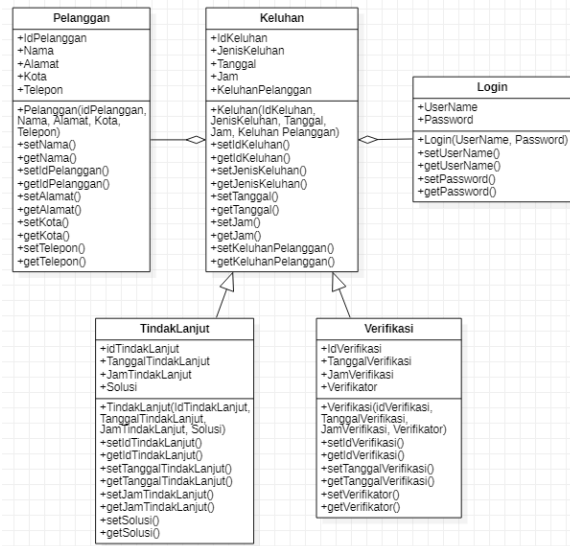 Pelanggan
+IdPelanggan
+Nama
+Alamat
+Kota
+Telepon
+Pelanggan(idPelanggan,
Nama, Alamat, Kota,
Telepon)
+setNama()
+getNama()
+setIdPelanggan()
+getIdPelanggan()
+setAlamat()
+getAlamat()
+setKota()
+getKota()
+setTelepon()
+getTelepon()
Keluhan
+IdKeluhan
+JenisKeluhan
+Tanggal
+Jam
+KeluhanPelanggan
+Keluhan(IdKeluhan,
JenisKeluhan, Tanggal,
Jam, Keluhan Pelanggan)
+setIdKeluhan()
+getIdKeluhan()
+setJenisKeluhan()
+getJenisKeluhan()
+setTanggal()
+getTanggal()
+setJam()
+getJam()
+setKeluhanPelanggan()
+getKeluhanPelanggan()
Login
+UserName
+Password
+Login(UserName, Password)
+setUserName()
+getUserName()
+setPassword()
+getPassword()
TindakLanjut
+idTindakLanjut
+TanggalTindakLanjut
+JamTindakLanjut
+Solusi
+TindakLanjut(IdTindakLanjut,
TanggalTindakLanjut,
JamTindakLanjut, Solusi)
+setIdTindakLanjut()
+getIdTindakLanjut()
+setTanggalTindakLanjut()
+getTanggalTindakLanjut()
+setJamTindakLanjut()
+getJamTindakLanjut()
+setSolusi()
+getSolusi()
Verifikasi
+IdVerifikasi
+TanggalVerifikasi
+JamVerifikasi
+Verifikator
+Verifikasi(idVerifikasi,
TanggalVerifikasi,
JamVerifikasi, Verifikator)
+setIdVerifikasi()
+getIdVerifikasi()
+setTanggalVerifikasi()
+getTanggalVerifikasi()
+setVerifikator()
+getVerifikator()